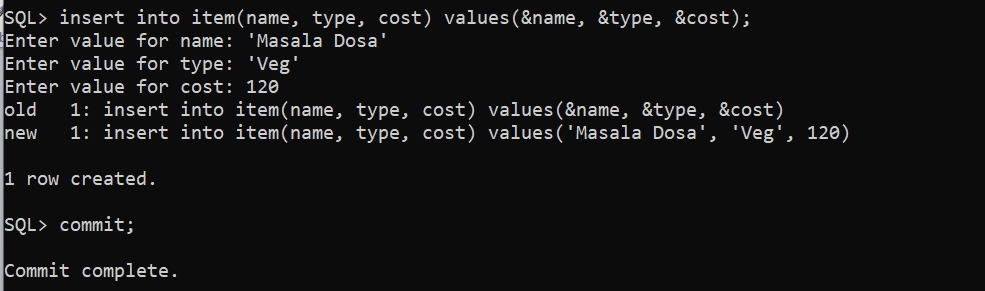 SQL> insert into item(name, type, cost) values(&name, &type, &cost);
Enter value for name: 'Masala Dosa'
Enter value for type: 'Veg'
Enter value for cost: 120
old   1: insert into item(name, type, cost) values(&name, &type, &cost)
new   1: insert into item(name, type, cost) values('Masala Dosa', 'Veg', 120)
1 row created.
SQL> commit;
Commit complete.